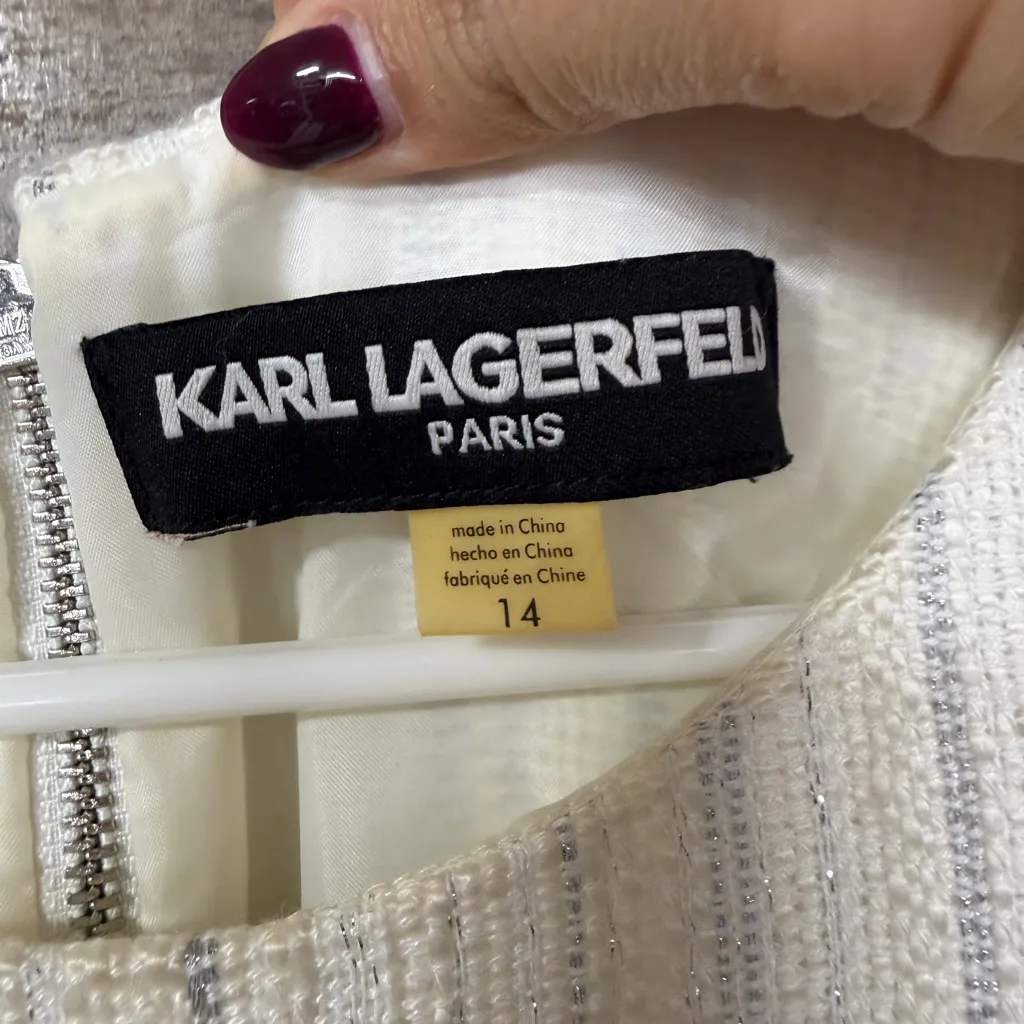 KARL LAGERFELD
PARIS
made in China
hecho en China
fabriqué en Chine
14